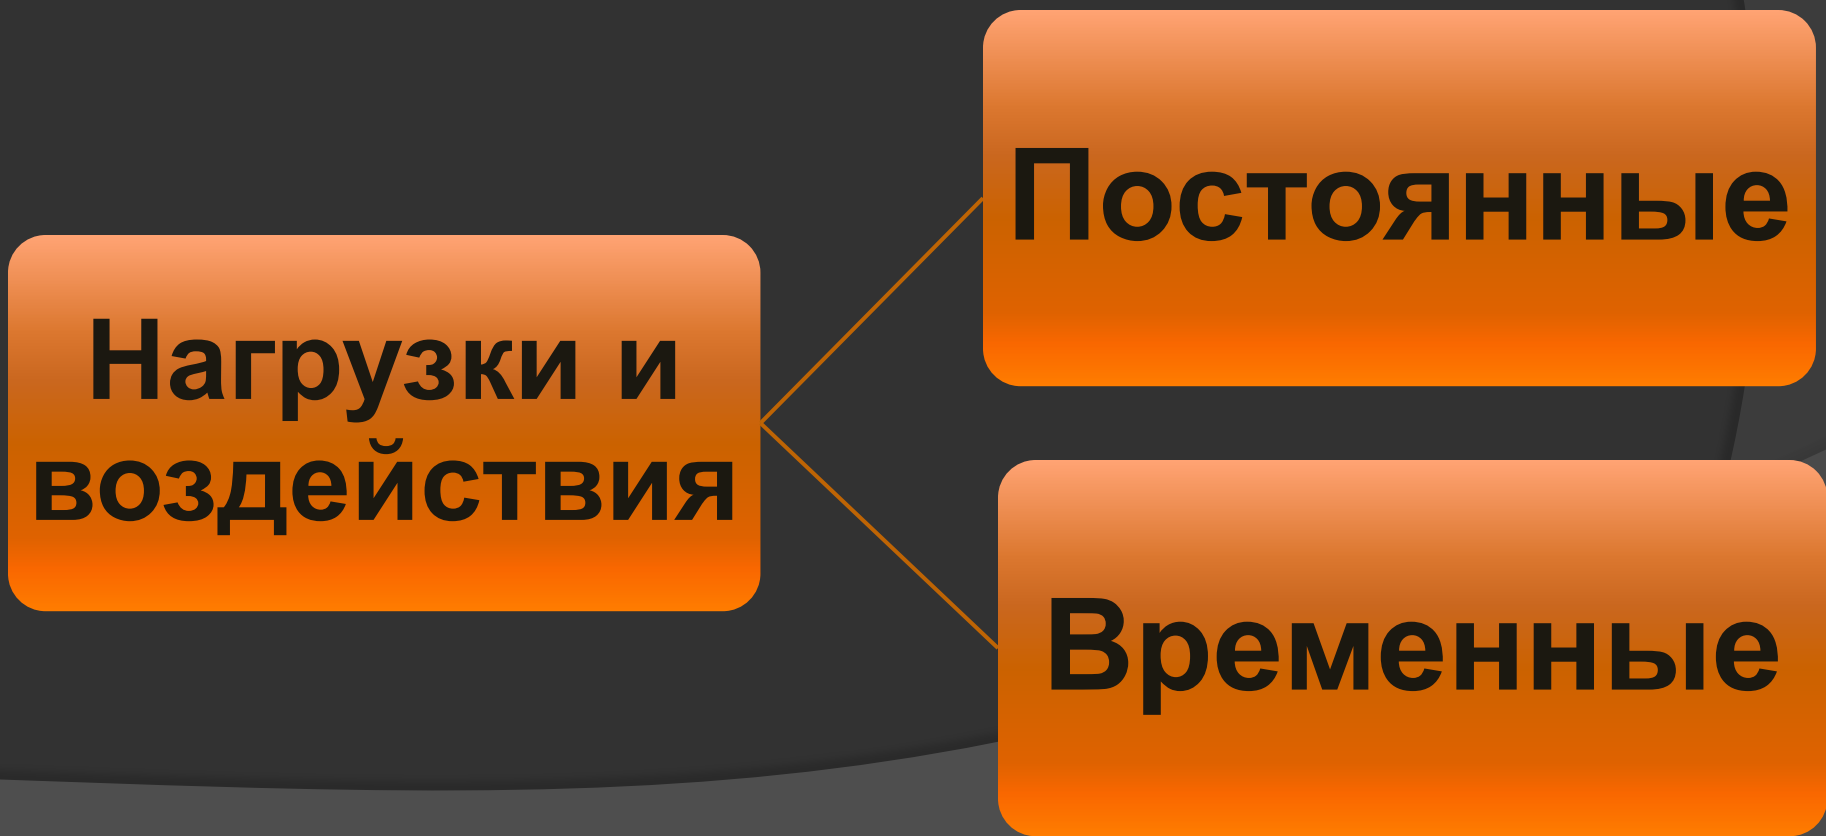 Нагрузки и
воздействия
Постоянные
Временные